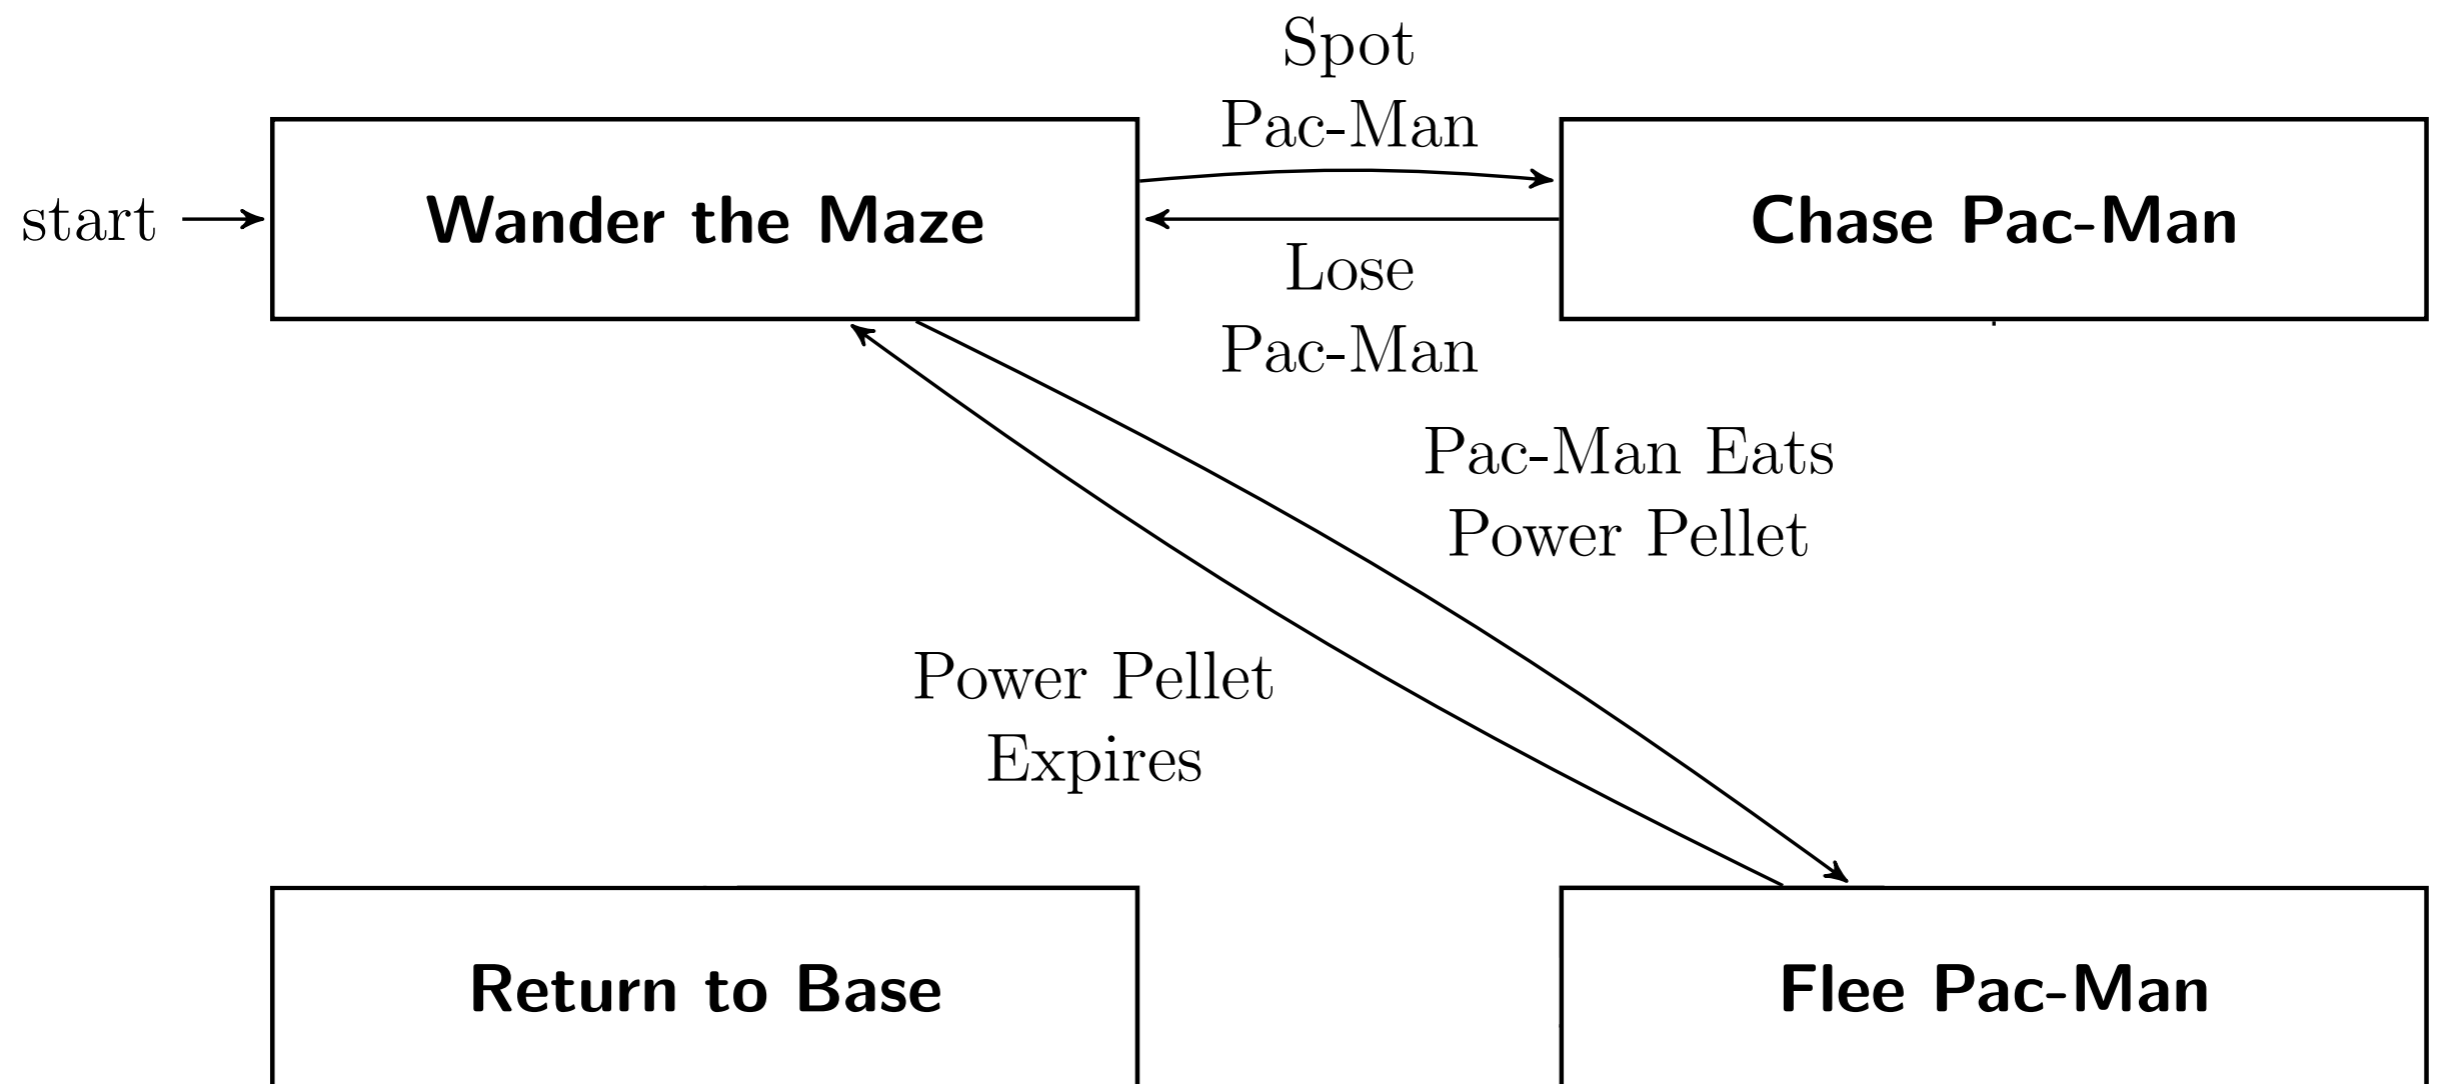 Spot
Pac-Man
start
Wander the Maze
Chase Pac-Man
Lose
Pac-Man
Pac-Man Eats
Power Pellet
Power Pellet
Expires
Return to Base
Flee Pac-Man